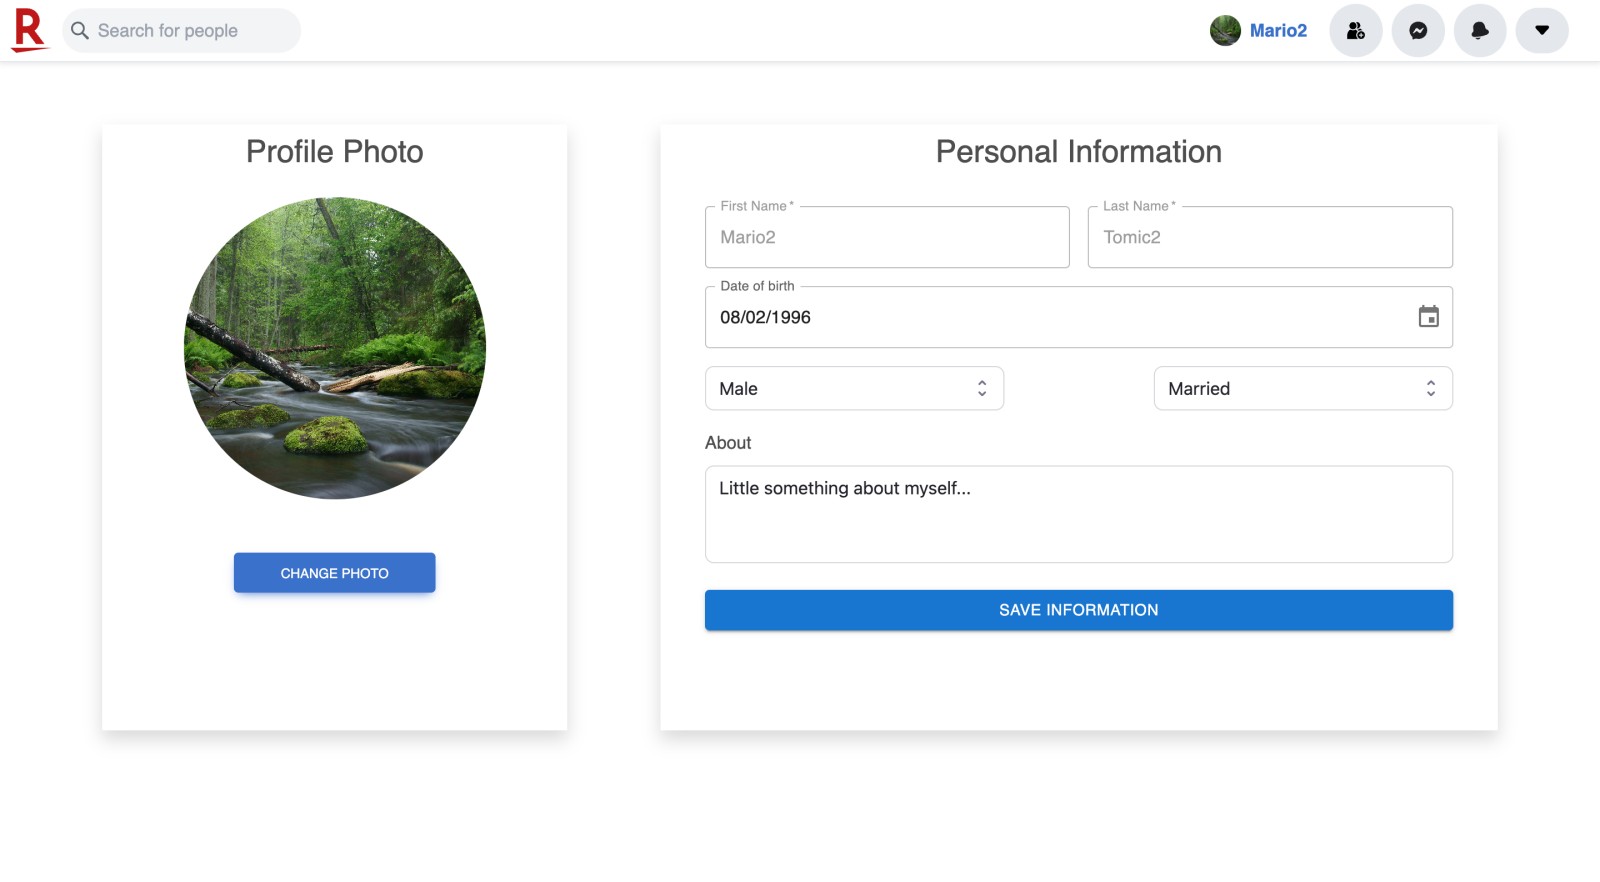 R
Search for people
Mario2
Profile Photo
CHANGE PHOTO
Personal Information
First Name *
Mario2
Last Name *
Tomic2
Date of birth
08/02/1996
Male
Married
About
Little something about myself...
SAVE INFORMATION